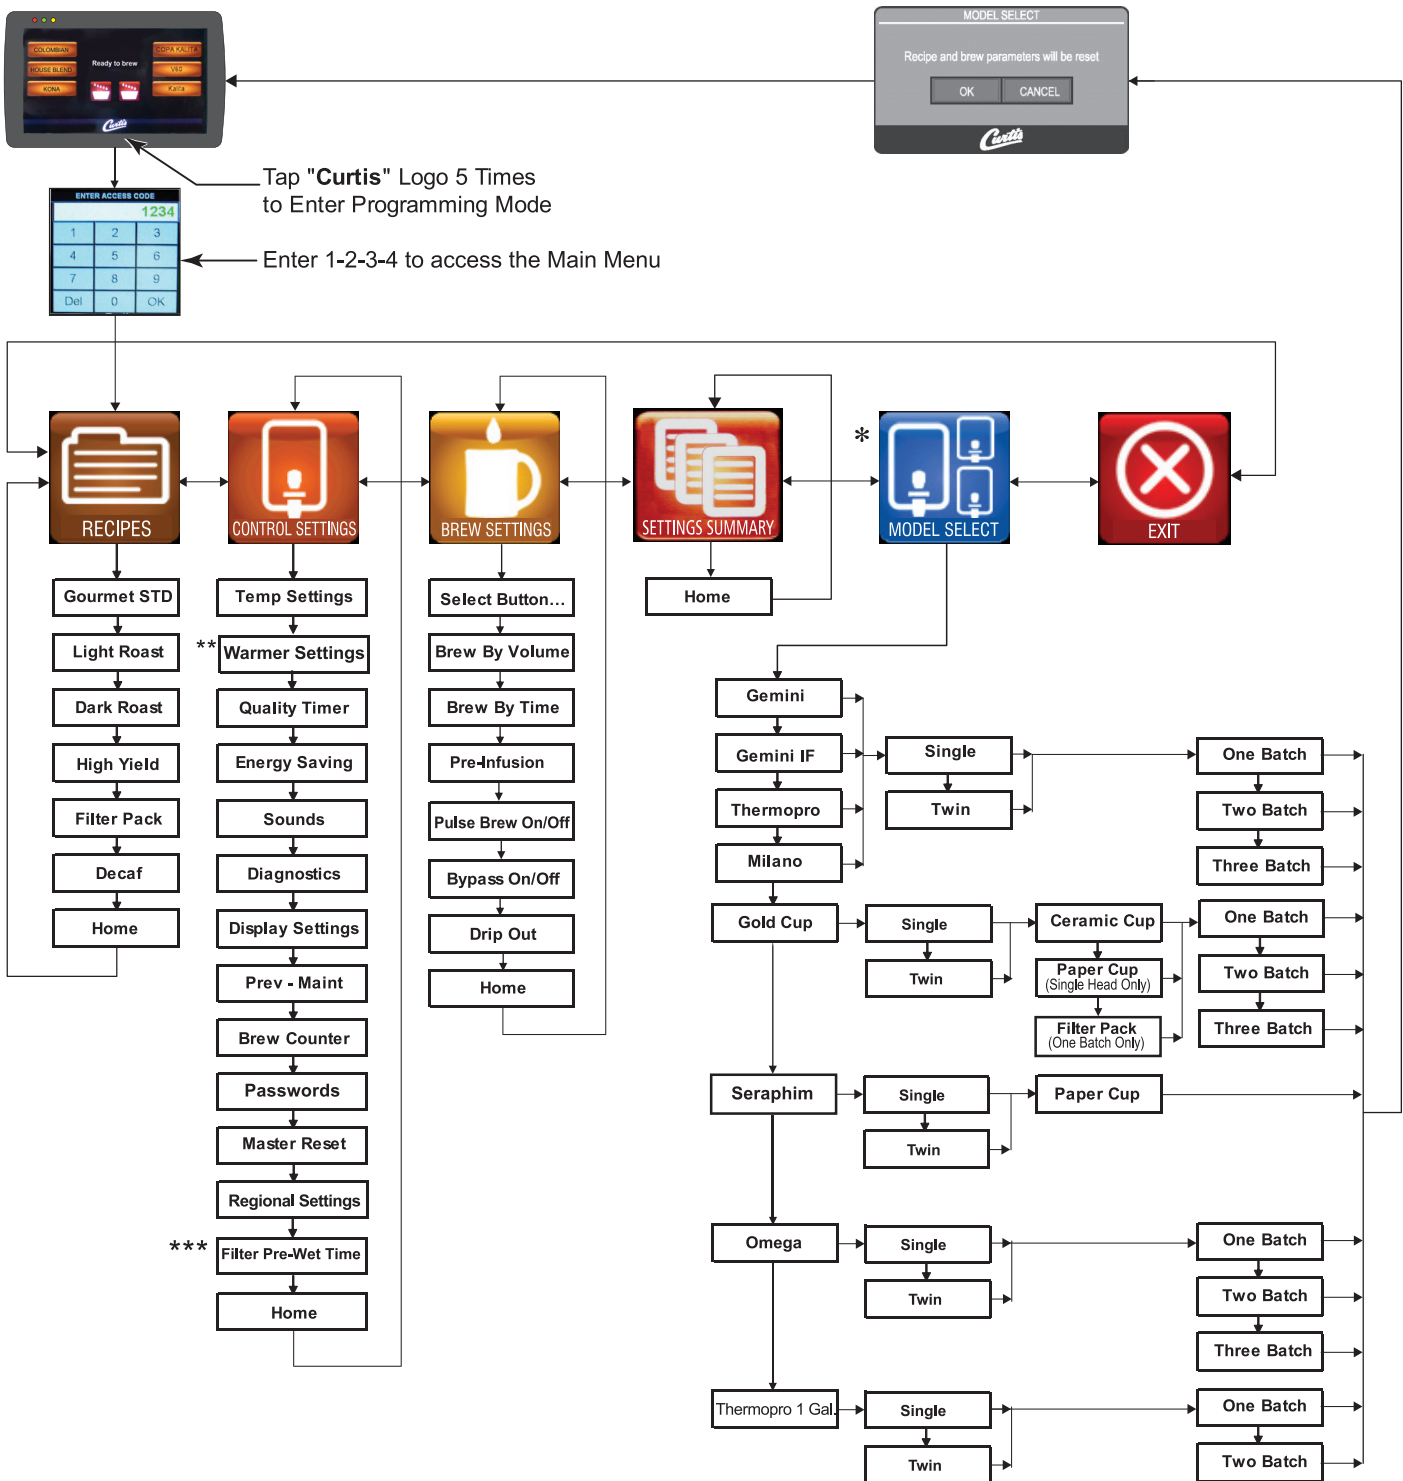 COLOMBIAN
HOUSE BLEND
KONA
Ready to brew
COPA KALITA
V60
Kalita
Curtis
MODEL SELECT
Recipe and brew parameters will be reset
OK
CANCEL
Curtis
Tap "Curtis" Logo 5 Times
to Enter Programming Mode
ENTER ACCESS CODE
1234
1 2 3
4 5 6
7 8 9
Del 0 OK
Enter 1-2-3-4 to access the Main Menu
RECIPES
CONTROL SETTINGS
BREW SETTINGS
SETTINGS SUMMARY
*
MODEL SELECT
EXIT
Gourmet STD
Light Roast
Dark Roast
High Yield
Filter Pack
Decaf
Home
Temp Settings
** Warmer Settings
Quality Timer
Energy Saving
Sounds
Diagnostics
Display Settings
Prev - Maint
Brew Counter
Passwords
Master Reset
Regional Settings
*** Filter Pre-Wet Time
Home
Select Button...
Brew By Volume
Brew By Time
Pre-Infusion
Pulse Brew On/Off
Bypass On/Off
Drip Out
Home
Home
Gemini
Gemini IF
Thermopro
Milano
Single
Twin
One Batch
Two Batch
Three Batch
Gold Cup
Single
Twin
Ceramic Cup
Paper Cup
(Single Head Only)
Filter Pack
(One Batch Only)
One Batch
Two Batch
Three Batch
Seraphim
Single
Twin
Paper Cup
Omega
Single
Twin
One Batch
Two Batch
Three Batch
Thermopro 1 Gal.
Single
Twin
One Batch
Two Batch